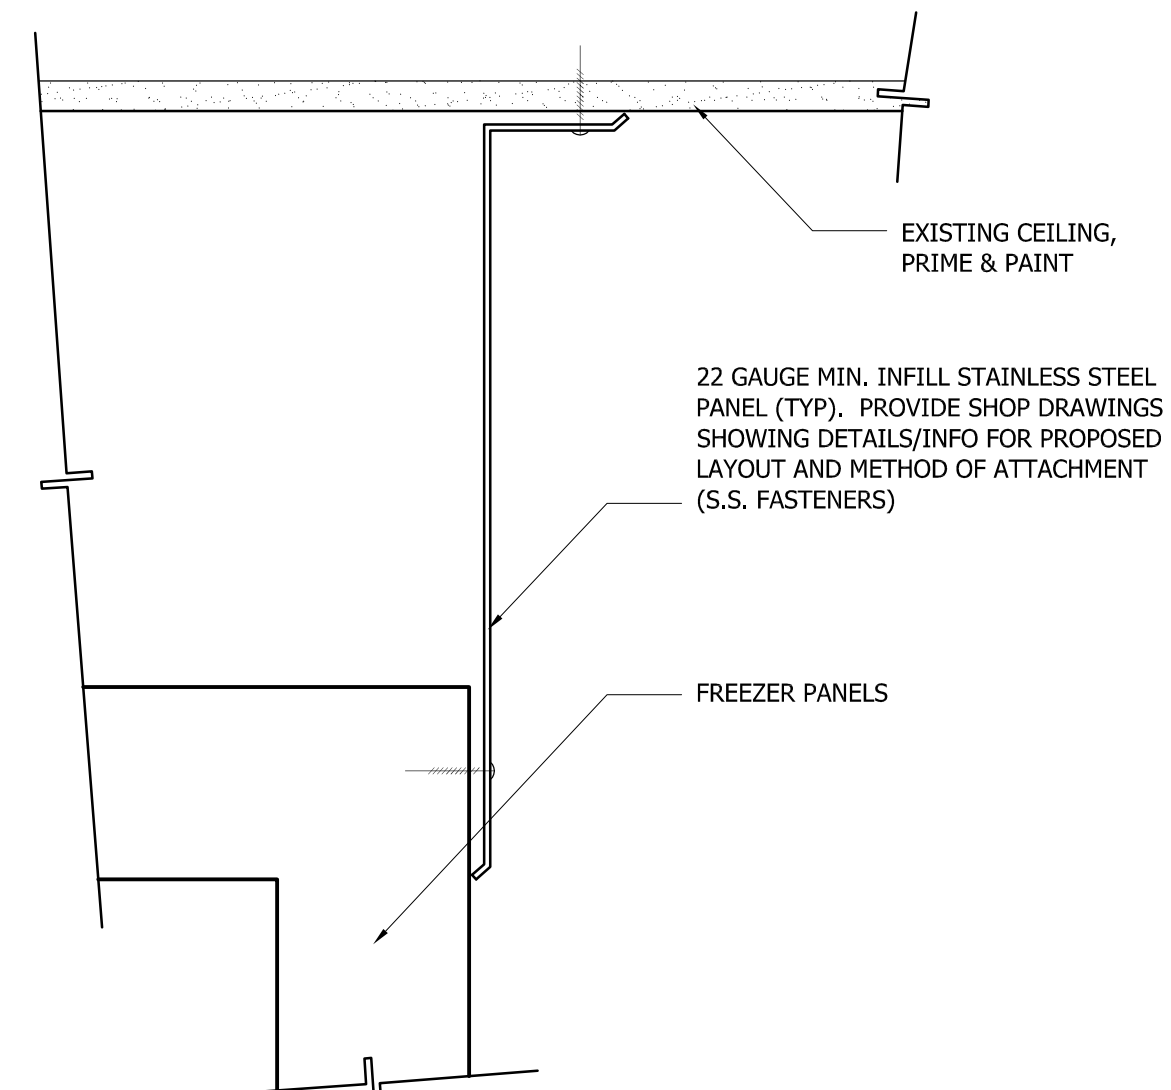 EXISTING CEILING,
PRIME & PAINT
22 GAUGE MIN. INFILL STAINLESS STEEL
PANEL (TYP).  PROVIDE SHOP DRAWINGS
SHOWING DETAILS/INFO FOR PROPOSED
LAYOUT AND METHOD OF ATTACHMENT
(S.S. FASTENERS)
FREEZER PANELS